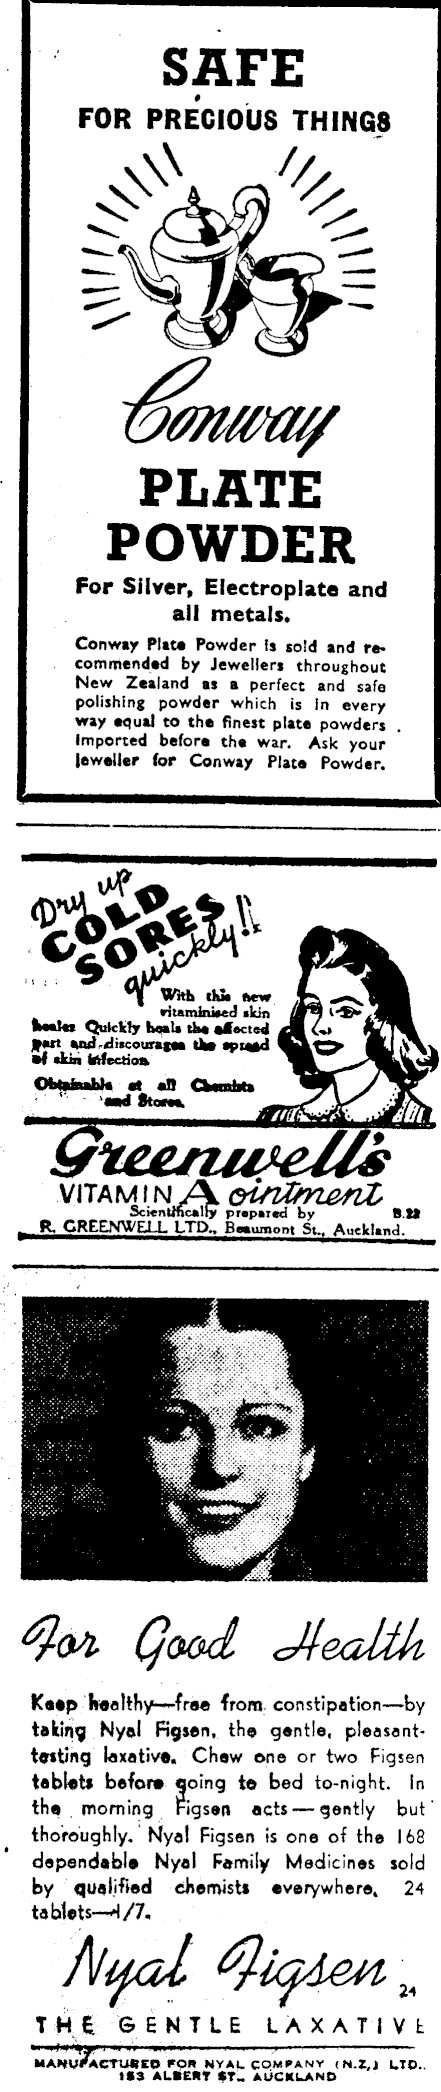 SAFE
FOR PRECIOUS THINGS
Conway
PLATE
POWDER
For Silver, Electroplate and
all metals.
Conway Plate Powder is sold and re-
commended by Jewellers throughout
New Zealand as a perfect and safe
polishing powder which is in every
way equal to the finest plate powders
imported before the war. Ask your
jeweller for Conway Plate Powder.
Dry up
COLD
SORES
quickly!!
With this new
vitaminised skin
healer Quickly heals the affected
part and discourages the spread
of skin infection
Obtainable at all Chemists
and Stores.
Greenwell's
VITAMIN A ointment
Scientifically prepared by B.22
R. GREENWELL LTD., Beaumont St., Auckland.
For Good Health
Keep healthy—free from constipation—by
taking Nyal Figsen, the gentle, pleasant-
testing laxative. Chew one or two Figsen
tablets before going to bed to-night. In
the morning Figsen acts—gently but
thoroughly. Nyal Figsen is one of the 168
dependable Nyal Family Medicines sold
by qualified chemists everywhere. 24
tablets—1/7.
Nyal Figsen 24
THE GENTLE LAXATIVE
MANUFACTURED FOR NYAL COMPANY (N.Z.) LTD.,
183 ALBERT ST., AUCKLAND